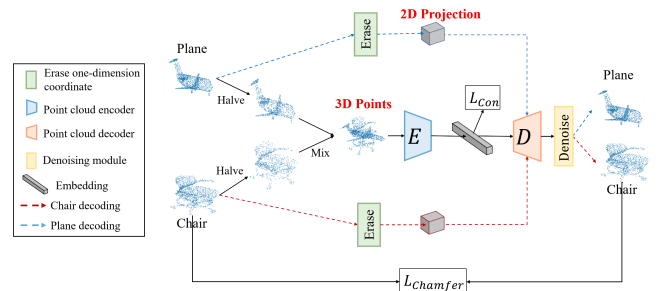 2D Projection
Plane
Erase
Erase one-dimension
coordinate
Point cloud encoder
Point cloud decoder
Denoising module
Embedding
Chair decoding
Plane decoding
Halve
3D Points
L_Con
Plane
Mix
E
D
Denoise
Halve
Chair
Chair
Erase
L_Chamfer